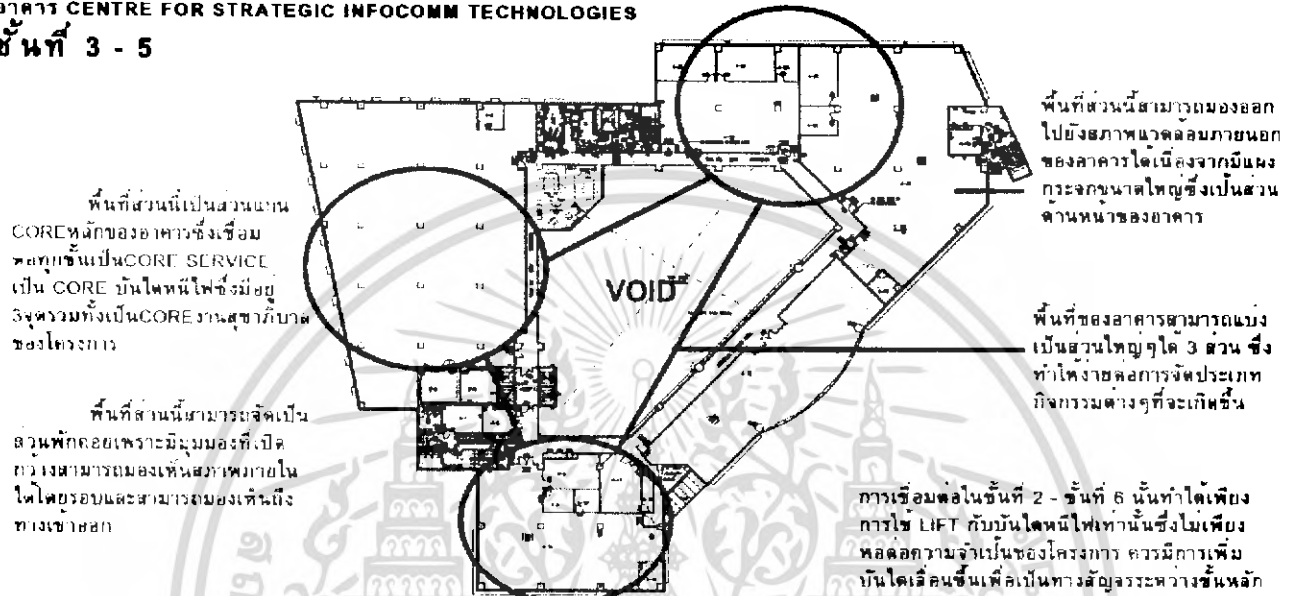 อาคาร CENTRE FOR STRATEGIC INFOCOMM TECHNOLOGIES
ชั้นที่ 3 - 5
พื้นที่ส่วนนี้สามารถมองออก
ไปยังสภาพแวดล้อมภายนอก
ของอาคารได้เนื่องจากมีแผง
กระจกขนาดใหญ่ซึ่งเป็นส่วน
ด้านหน้าของอาคาร
พื้นที่ส่วนนี้เป็นส่วนแกน
COREหลักของอาคารซึ่งเชื่อม
ต่อทุกชั้นเป็นCORE SERVICE
เป็น CORE บันไดหนีไฟซึ่งมีอยู่
3จุดรวมทั้งเป็นCOREงานสุขาภิบาล
ของโครงการ
VOID
พื้นที่ของอาคารสามารถแบ่ง
เป็นส่วนใหญ่ๆได้ 3 ส่วน ซึ่ง
ทำให้ง่ายต่อการจัดประเภท
กิจกรรมต่างๆที่จะเกิดขึ้น
พื้นที่ส่วนนี้สามารถจัดเป็น
ส่วนพักคอยเพราะมีมุมมองที่เปิด
กว้างสามารถมองเห็นสภาพภายใน
ได้โดยรอบและสามารถมองเห็นถึง
ทางเข้าออก
การเชื่อมต่อในชั้นที่ 2 - ชั้นที่ 6 นั้นทำได้เพียง
การใช้ LIFT กับบันไดหนีไฟเท่านั้นซึ่งไม่เพียง
พอต่อความจำเป็นของโครงการ ควรมีการเพิ่ม
บันไดเลื่อนขึ้นเพื่อเป็นทางสัญจรระหว่างชั้นหลัก